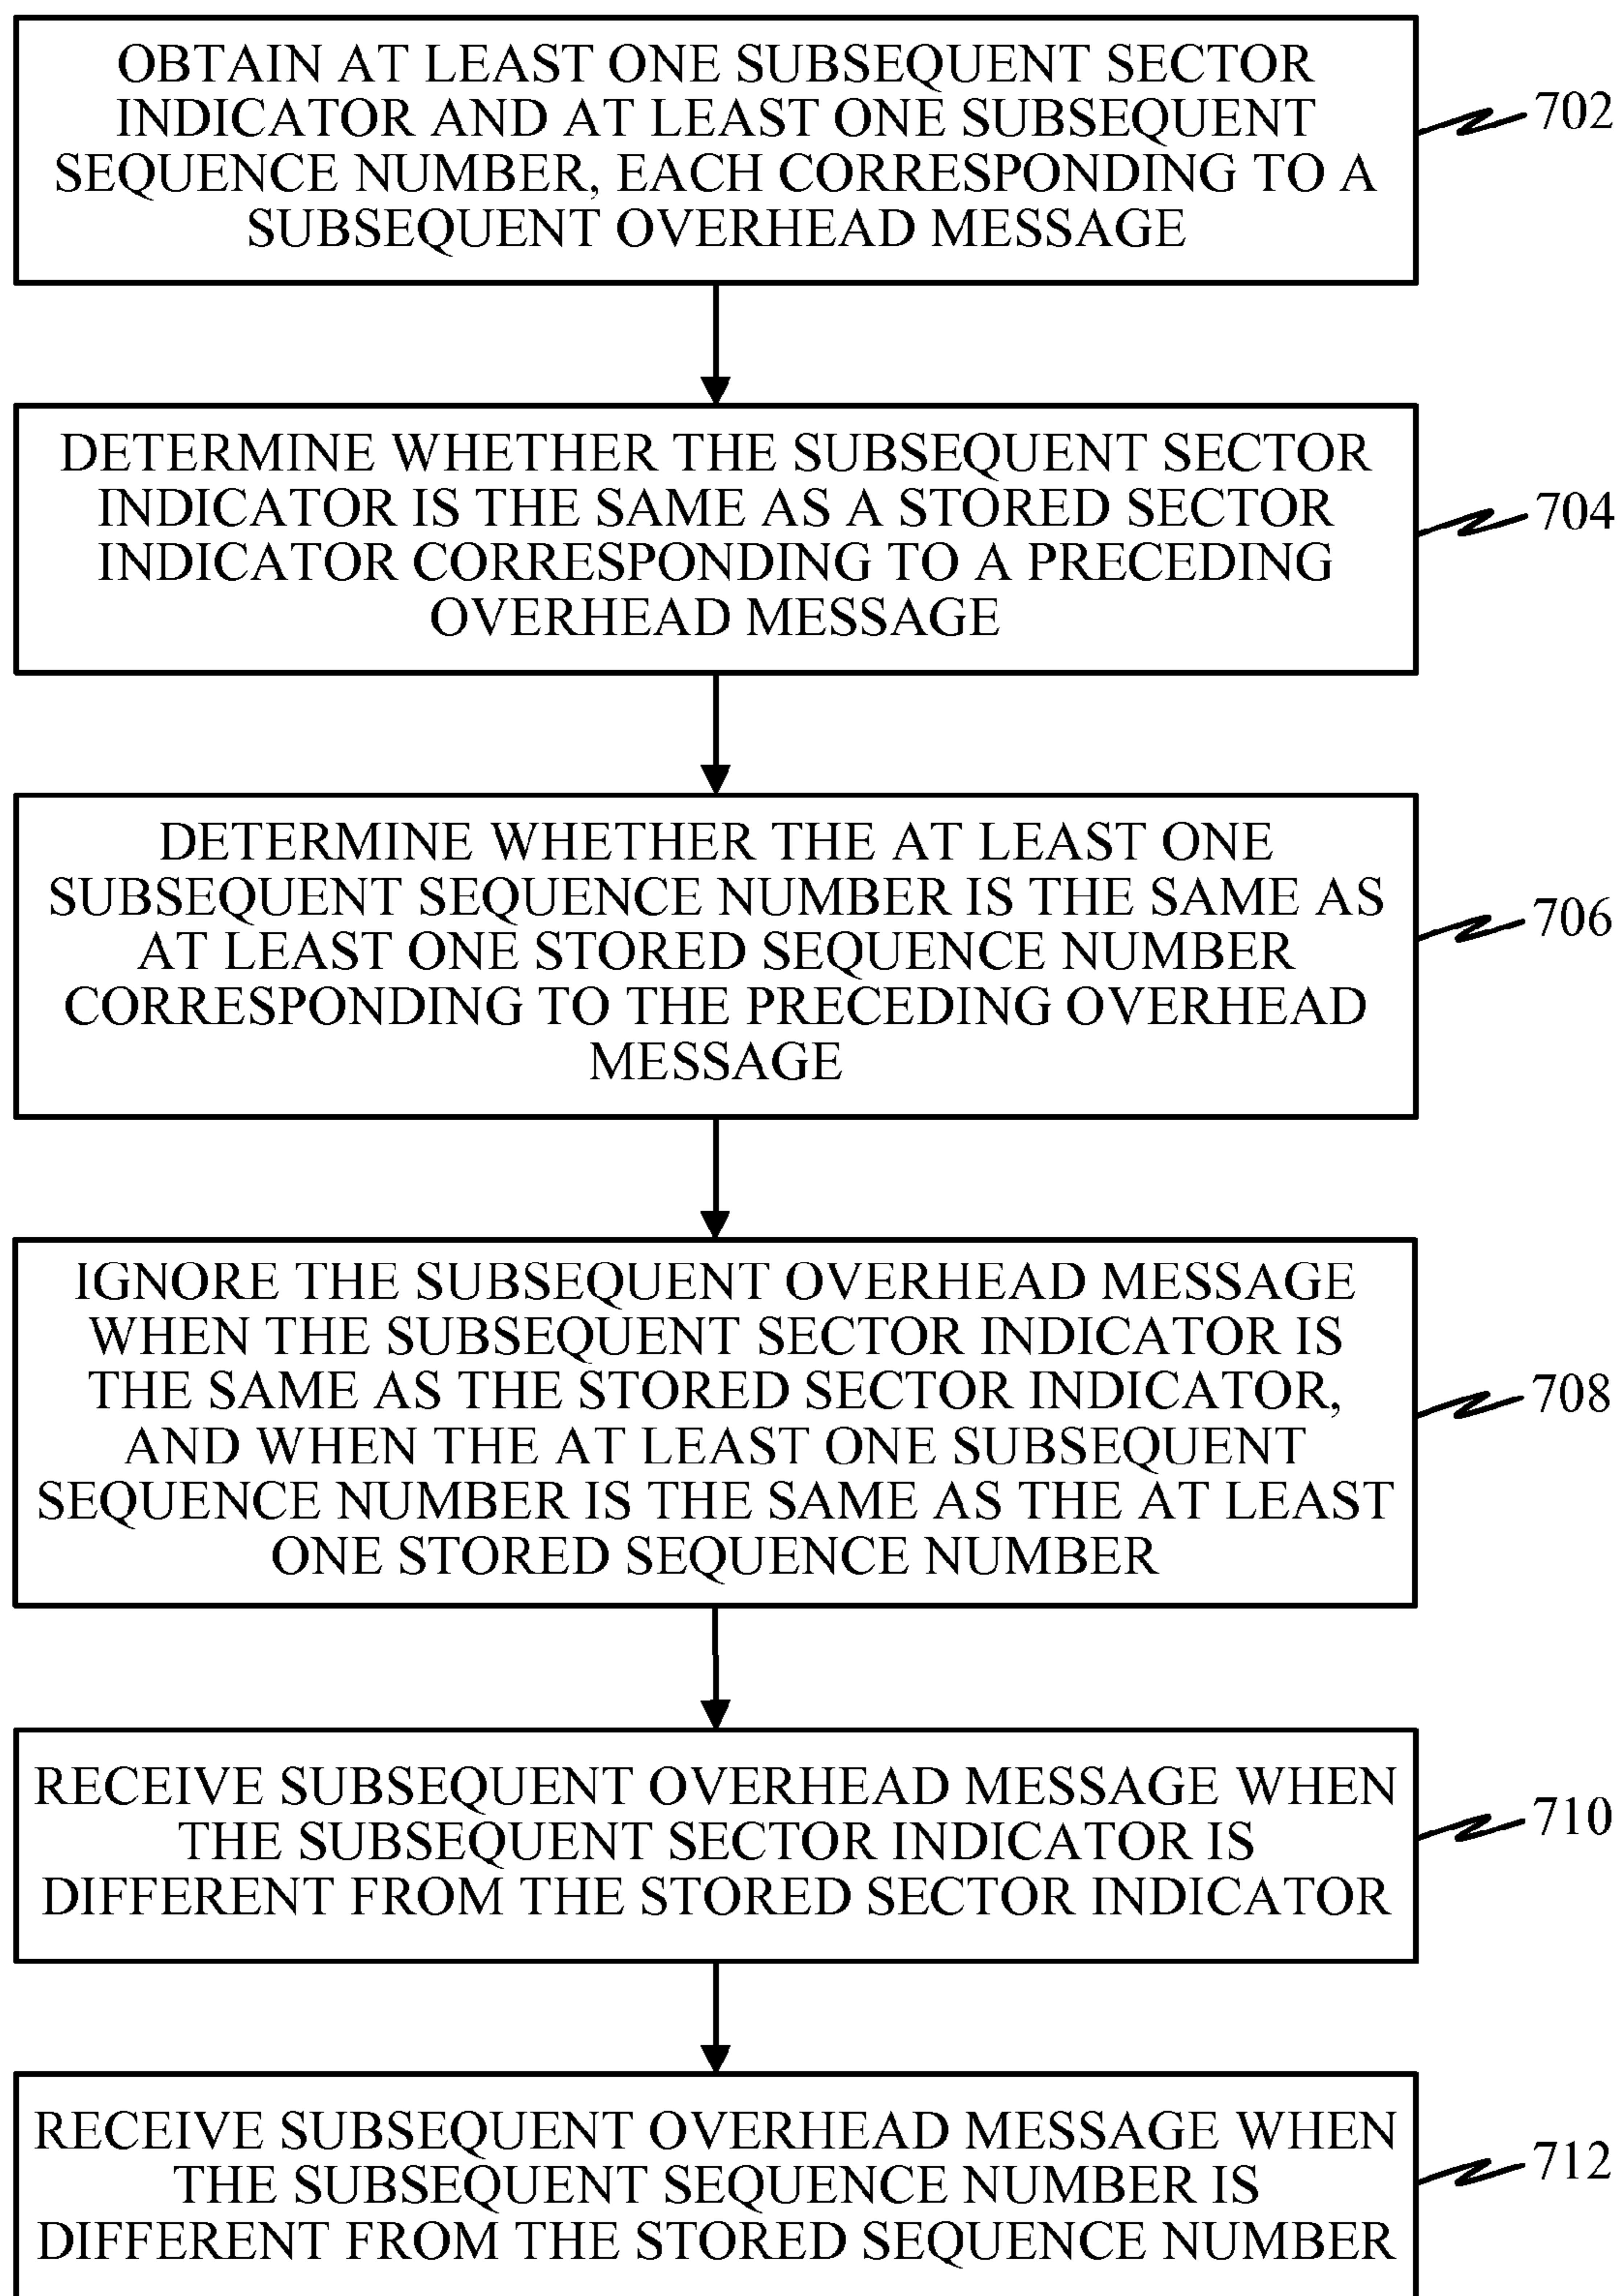 OBTAIN AT LEAST ONE SUBSEQUENT SECTOR
INDICATOR AND AT LEAST ONE SUBSEQUENT
SEQUENCE NUMBER, EACH CORRESPONDING TO A
SUBSEQUENT OVERHEAD MESSAGE
702
DETERMINE WHETHER THE SUBSEQUENT SECTOR
INDICATOR IS THE SAME AS A STORED SECTOR
INDICATOR CORRESPONDING TO A PRECEDING
OVERHEAD MESSAGE
704
DETERMINE WHETHER THE AT LEAST ONE
SUBSEQUENT SEQUENCE NUMBER IS THE SAME AS
AT LEAST ONE STORED SEQUENCE NUMBER
CORRESPONDING TO THE PRECEDING OVERHEAD
MESSAGE
706
IGNORE THE SUBSEQUENT OVERHEAD MESSAGE
WHEN THE SUBSEQUENT SECTOR INDICATOR IS
THE SAME AS THE STORED SECTOR INDICATOR,
AND WHEN THE AT LEAST ONE SUBSEQUENT
SEQUENCE NUMBER IS THE SAME AS THE AT LEAST
ONE STORED SEQUENCE NUMBER
708
RECEIVE SUBSEQUENT OVERHEAD MESSAGE WHEN
THE SUBSEQUENT SECTOR INDICATOR IS
DIFFERENT FROM THE STORED SECTOR INDICATOR
710
RECEIVE SUBSEQUENT OVERHEAD MESSAGE WHEN
THE SUBSEQUENT SEQUENCE NUMBER IS
DIFFERENT FROM THE STORED SEQUENCE NUMBER
712